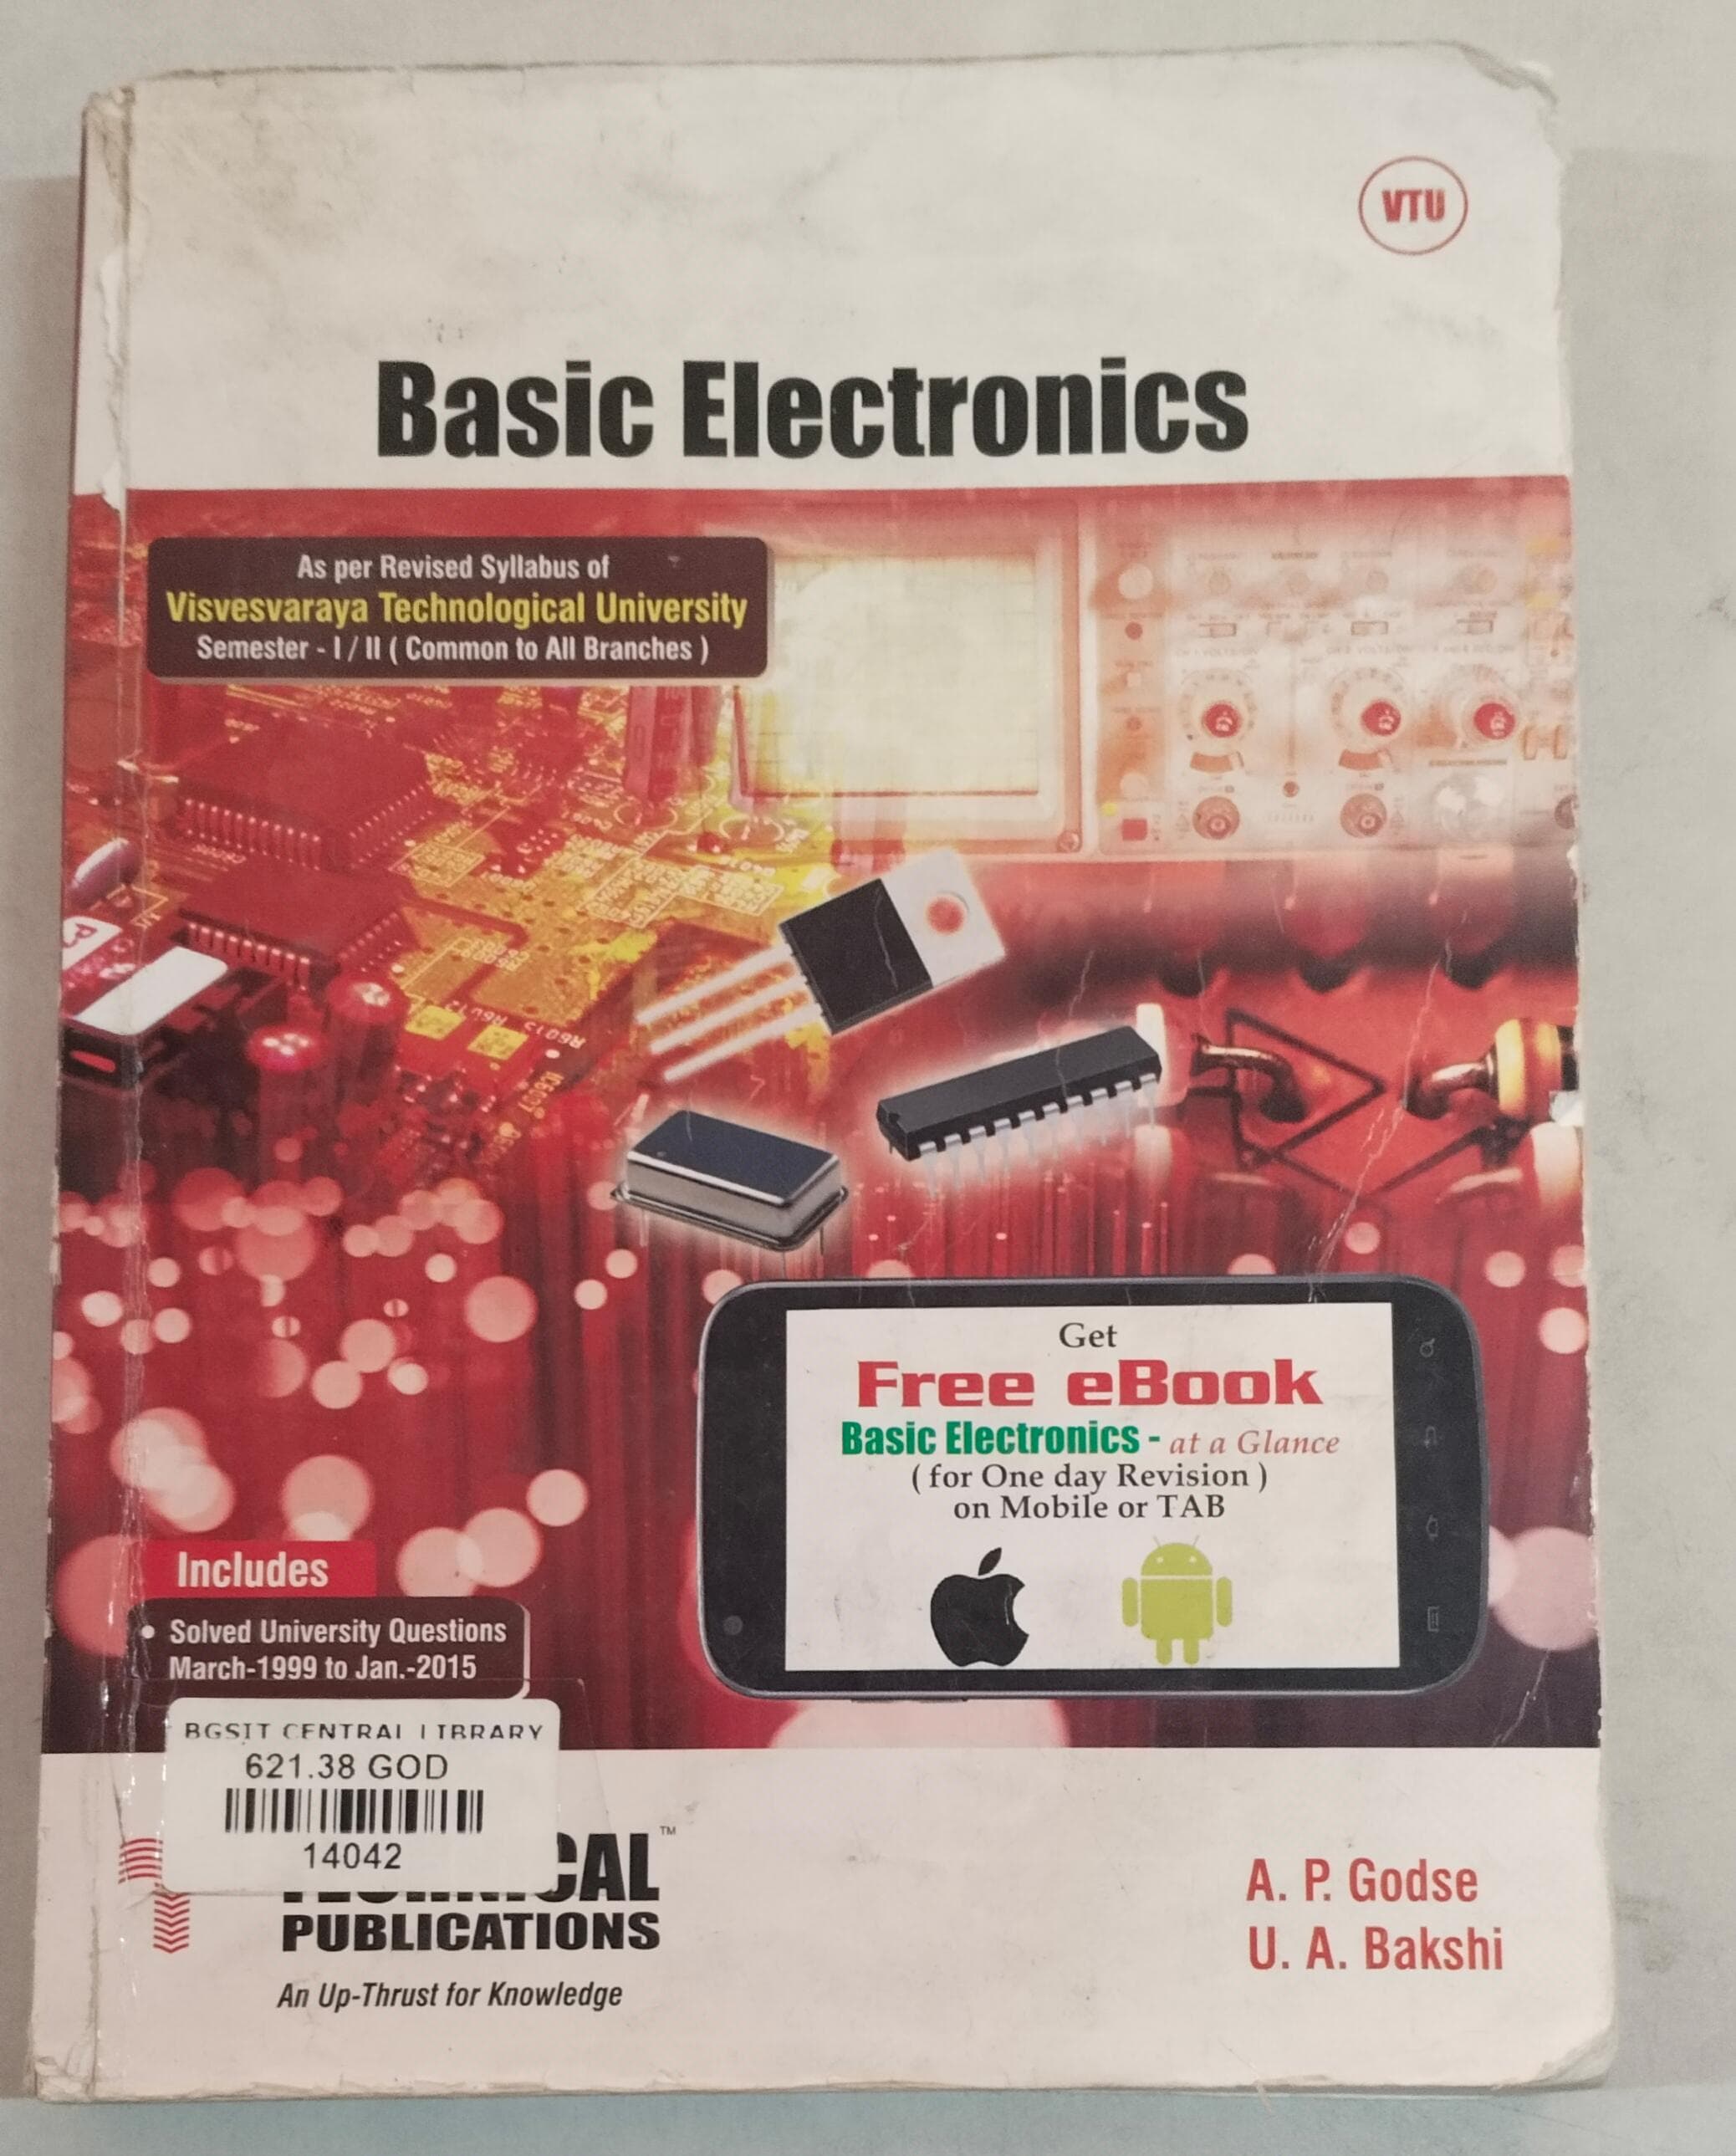 VTU
Basic Electronics
As per Revised Syllabus of
Visvesvaraya Technological University
Semester - I / II ( Common to All Branches )
R6013
Get
Free eBook
Basic Electronics - at a Glance
( for One day Revision )
on Mobile or TAB
Includes
• Solved University Questions
March-1999 to Jan.-2015
BGSIT CENTRAL LIBRARY
621.38 GOD
14042
TECHNICAL™
PUBLICATIONS
An Up-Thrust for Knowledge
A. P. Godse
U. A. Bakshi